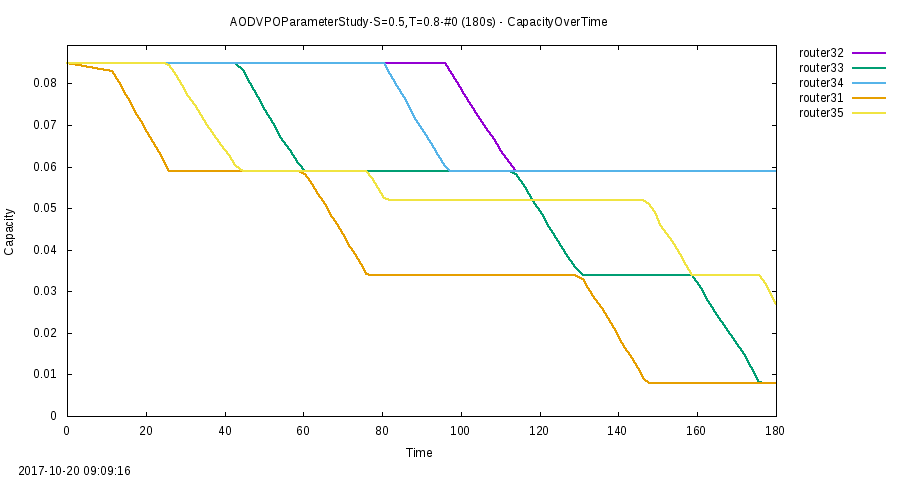 AODVPOParameterStudy-S=0.5,T=0.8-#0 (180s) - CapacityOverTime
router32
router33
router34
router31
router35
0.08
0.07
0.06
0.05
0.04
0.03
0.02
0.01
0
Capacity
0 20 40 60 80 100 120 140 160 180
Time
2017-10-20 09:09:16